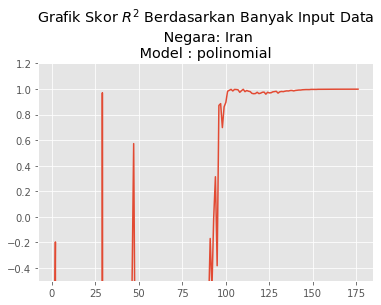 Grafik Skor R² Berdasarkan Banyak Input Data
Negara: Iran
Model : polinomial
1.2
1.0
0.8
0.6
0.4
0.2
0.0
−0.2
−0.4
0 25 50 75 100 125 150 175